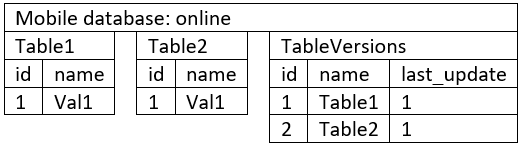 Mobile database: online
Table1 Table2 TableVersions
id name id name id name last_update
1 Val1 1 Val1 1 Table1 1
2 Table2 1